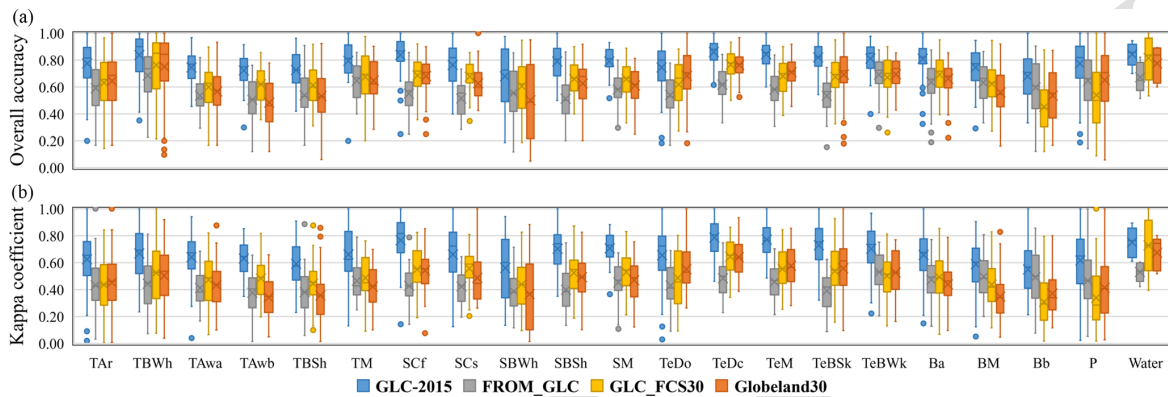 (a)
Overall accuracy
1.00
0.80
0.60
0.40
0.20
0.00
(b)
Kappa coefficient
1.00
0.80
0.60
0.40
0.20
0.00
TAr TBWh TAwa TAwb TBSh TM SCf SCs SBWh SBSh SM TeDo TeDc TeM TeBSk TeBWk Ba BM Bb P Water
GLC-2015 FROM_GLC GLC_FCS30 Globeland30